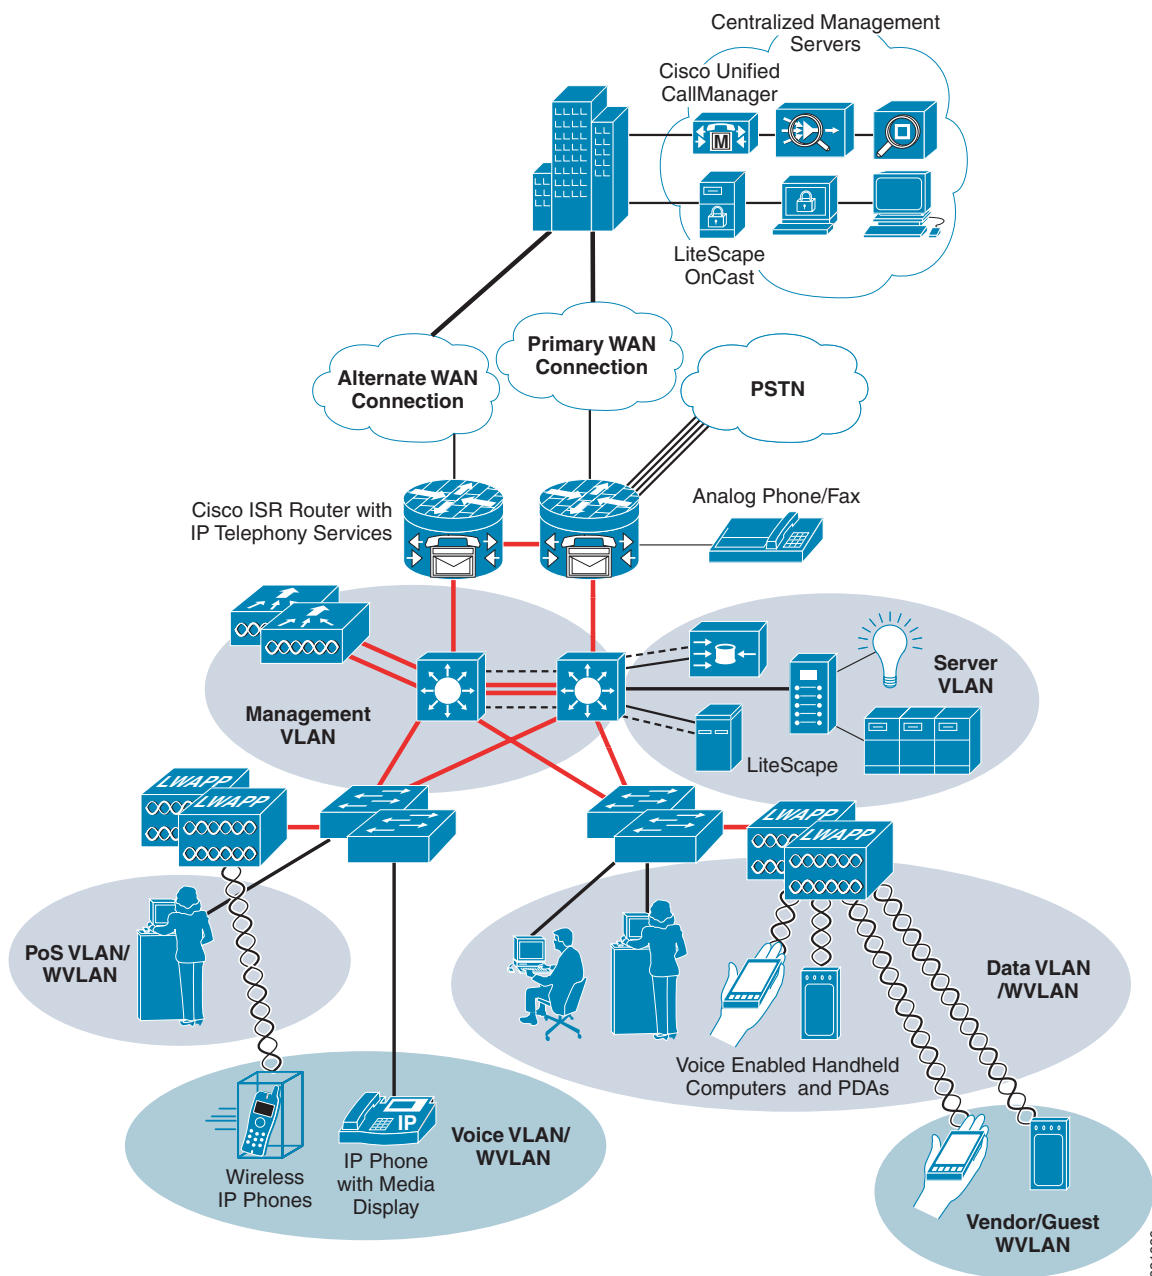 Centralized Management
Servers
Cisco Unified
CallManager
M
LiteScape
OnCast
Primary WAN
Connection
Alternate WAN
Connection
PSTN
Cisco ISR Router with
IP Telephony Services
Analog Phone/Fax
Server
VLAN
Management
VLAN
LiteScape
LWAPP
LWAPP
LWAPP
LWAPP
PoS VLAN/
WVLAN
Data VLAN
/WVLAN
Voice Enabled Handheld
Computers and PDAs
IP
Voice VLAN/
WVLAN
Wireless
IP Phones
IP Phone
with Media
Display
Vendor/Guest
WVLAN